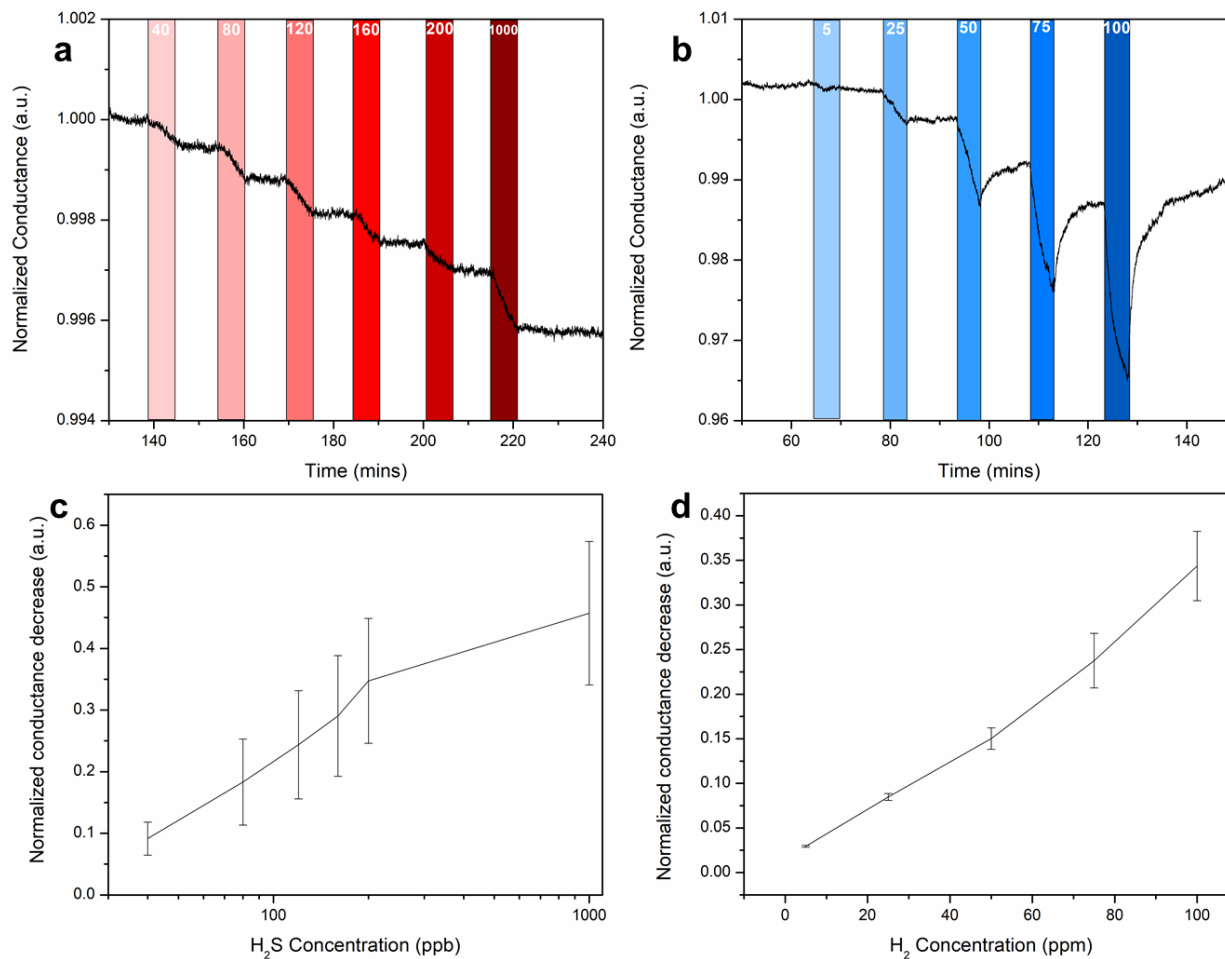 a
40 80 120 160 200 1000
1.002
1.000
0.998
0.996
0.994
Normalized Conductance (a.u.)
140 160 180 200 220 240
Time (mins)
b
5 25 50 75 100
1.01
1.00
0.99
0.98
0.97
0.96
Normalized Conductance (a.u.)
60 80 100 120 140
Time (mins)
c
0.6
0.5
0.4
0.3
0.2
0.1
0.0
Normalized conductance decrease (a.u.)
100 1000
H₂S Concentration (ppb)
d
0.40
0.35
0.30
0.25
0.20
0.15
0.10
0.05
0.00
Normalized conductance decrease (a.u.)
0 20 40 60 80 100
H₂ Concentration (ppm)